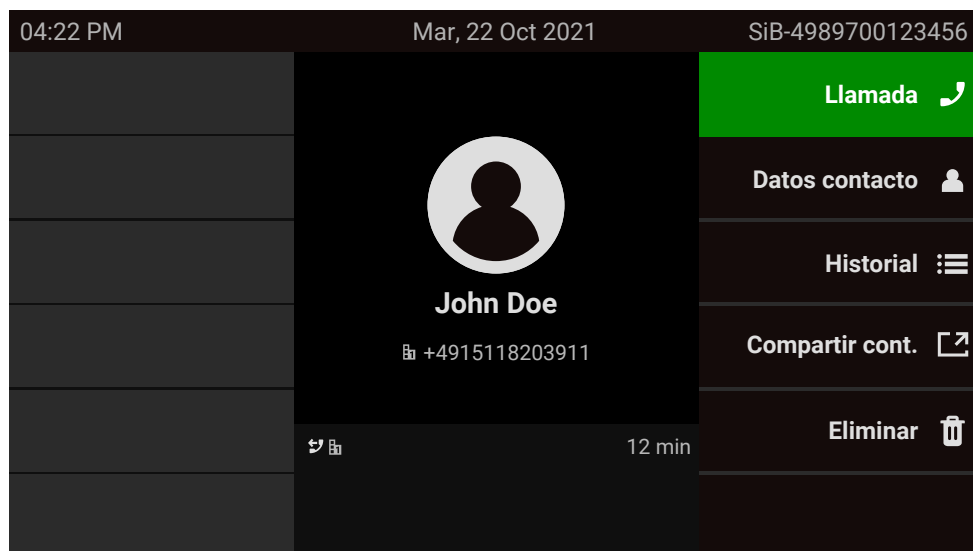 04:22 PM Mar, 22 Oct 2021 SiB-4989700123456
Llamada
Datos contacto
Historial
John Doe
+4915118203911
Compartir cont.
Eliminar
12 min